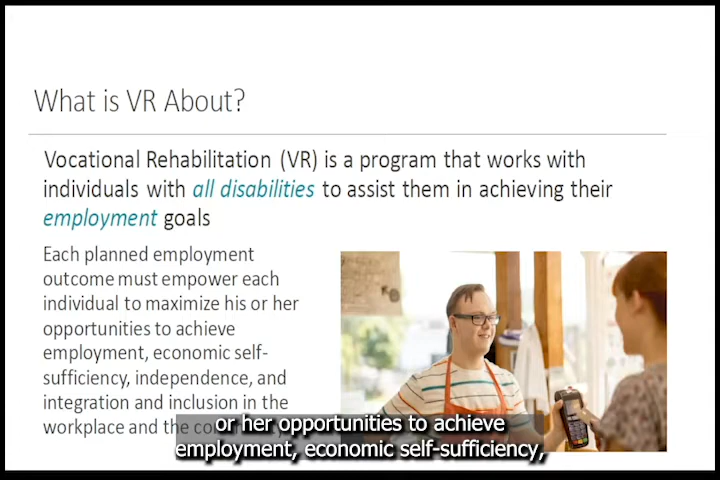 What is VR About?
Vocational Rehabilitation (VR) is a program that works with
individuals with all disabilities to assist them in achieving their
employment goals
Each planned employment
outcome must empower each
individual to maximize his or her
opportunities to achieve
employment, economic self-
sufficiency, independence, and
integration and inclusion in the
workplace and the
or her opportunities to achieve
employment, economic self-sufficiency,